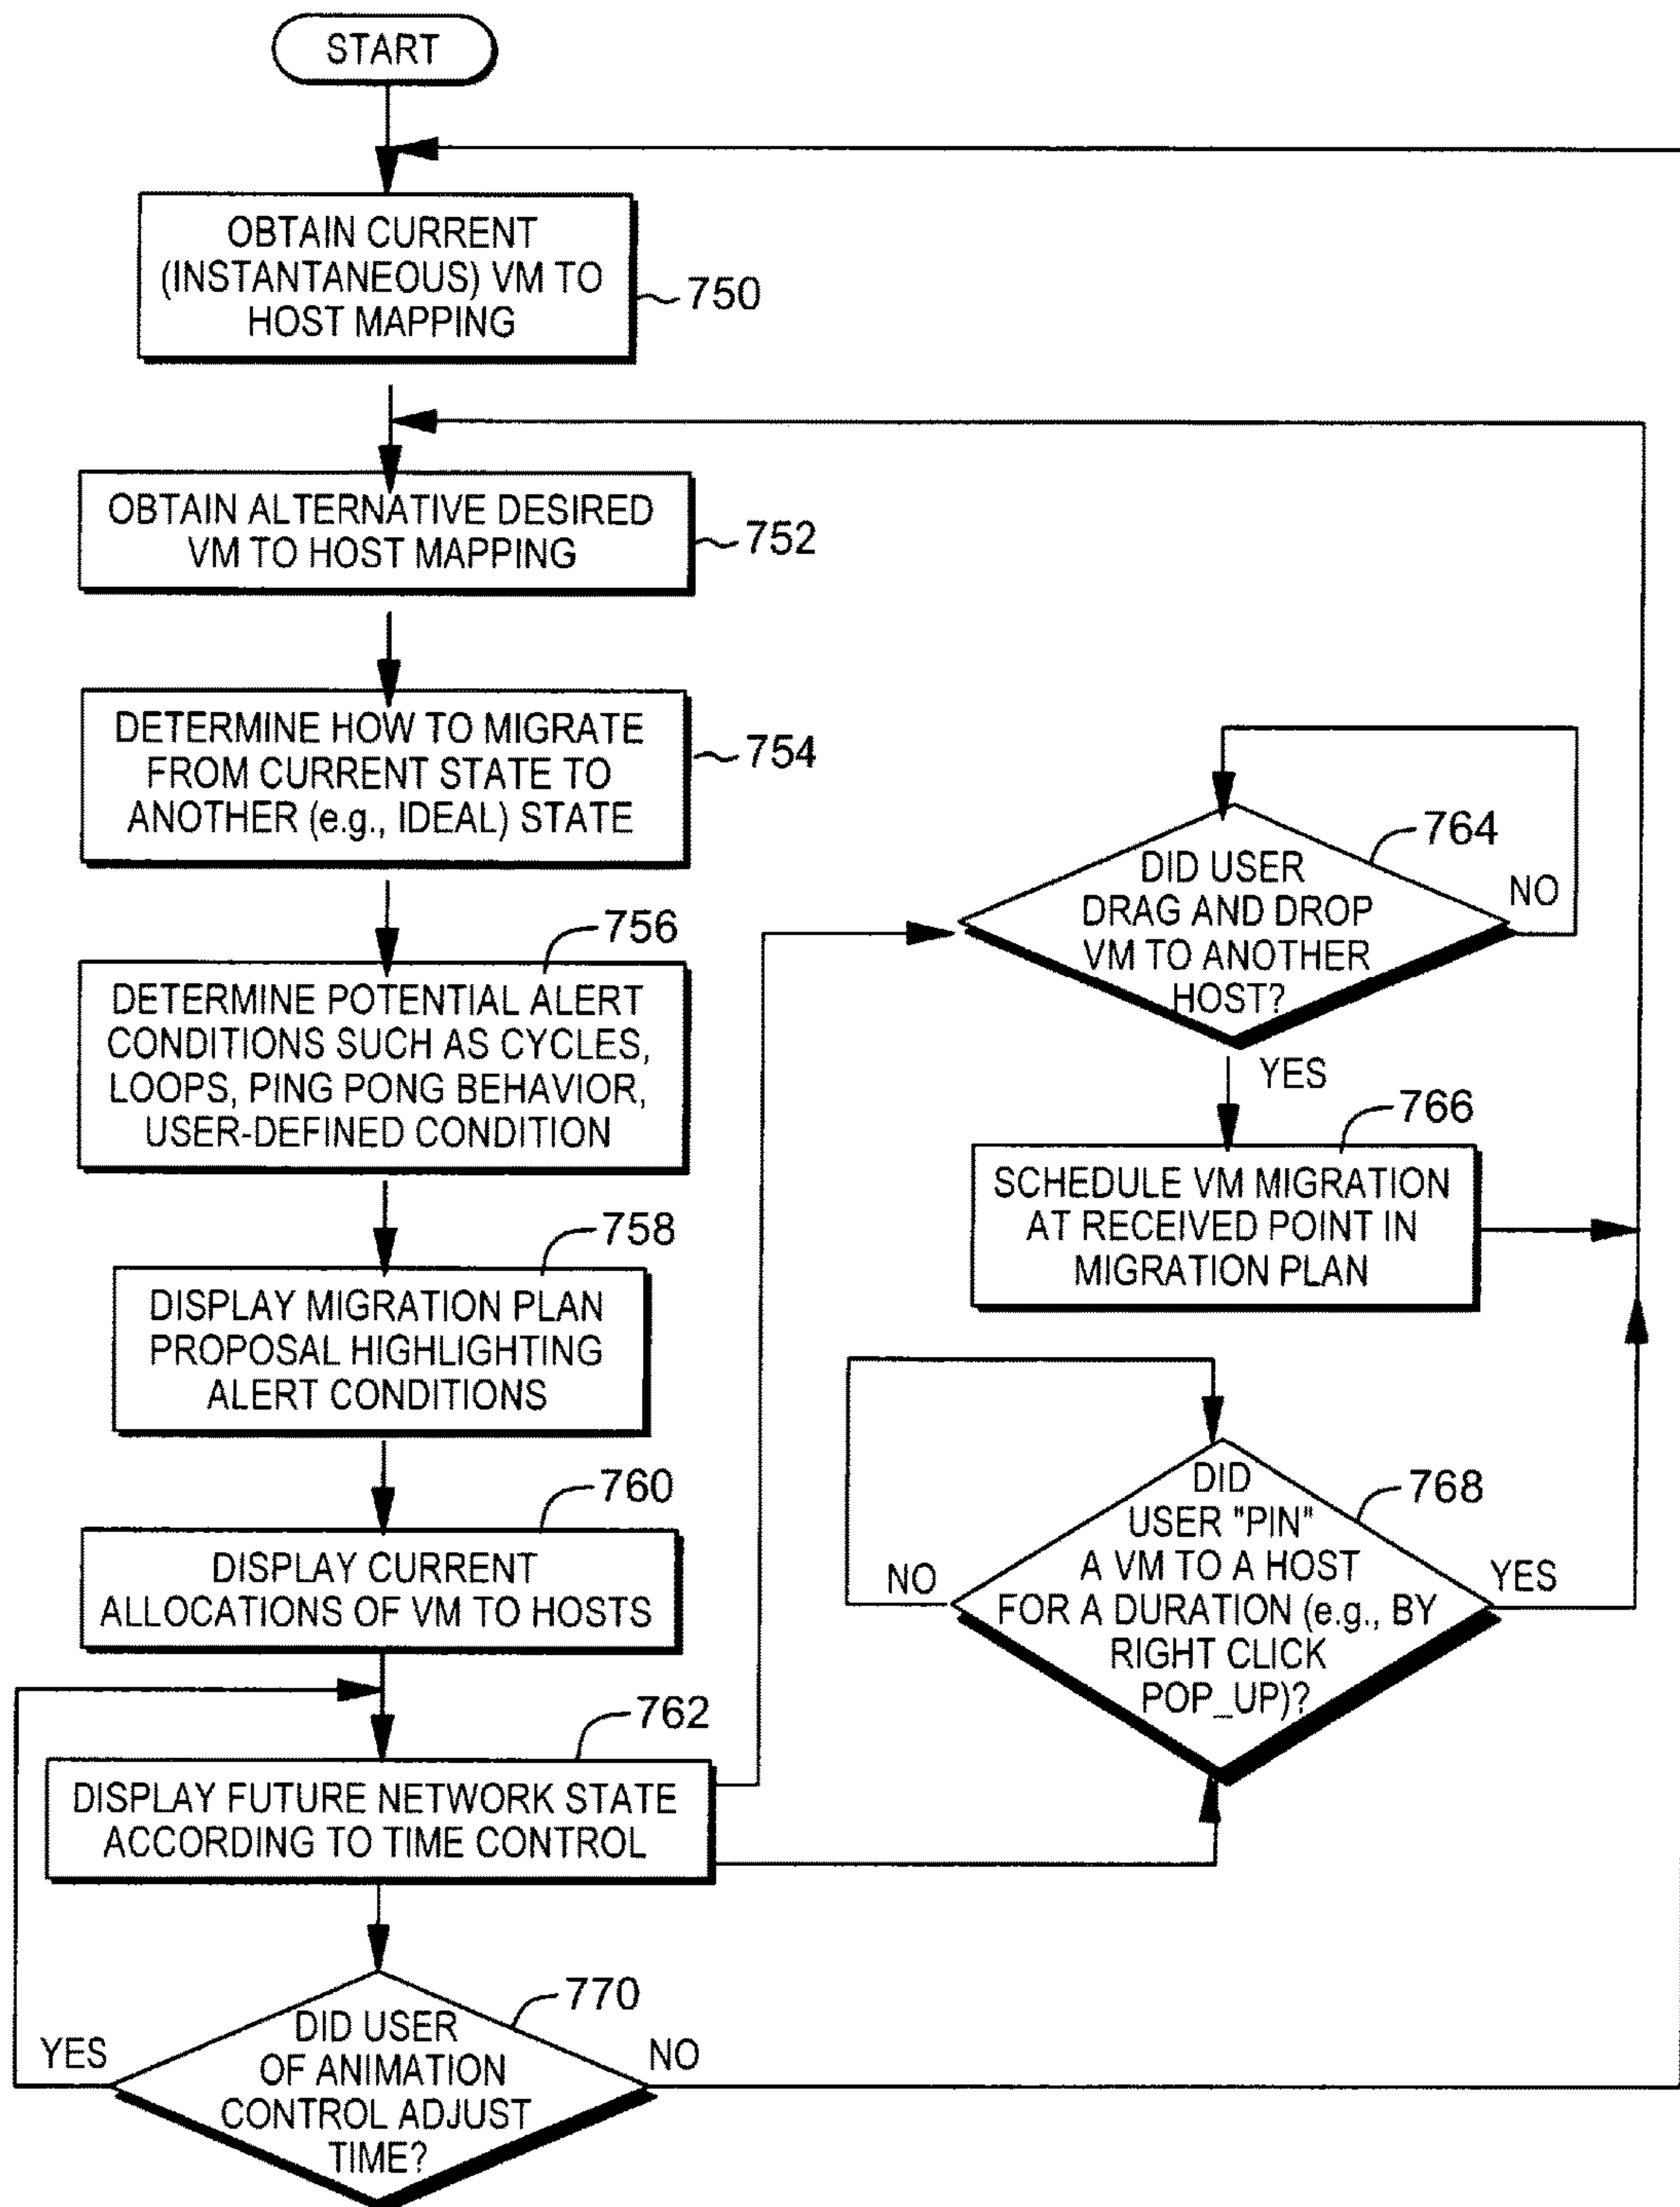 START
OBTAIN CURRENT
(INSTANTANEOUS) VM TO
HOST MAPPING
750
OBTAIN ALTERNATIVE DESIRED
VM TO HOST MAPPING
752
DETERMINE HOW TO MIGRATE
FROM CURRENT STATE TO
ANOTHER (e.g., IDEAL) STATE
754
756
DETERMINE POTENTIAL ALERT
CONDITIONS SUCH AS CYCLES,
LOOPS, PING PONG BEHAVIOR,
USER-DEFINED CONDITION
758
DISPLAY MIGRATION PLAN
PROPOSAL HIGHLIGHTING
ALERT CONDITIONS
760
DISPLAY CURRENT
ALLOCATIONS OF VM TO HOSTS
762
DISPLAY FUTURE NETWORK STATE
ACCORDING TO TIME CONTROL
764
DID USER
DRAG AND DROP
VM TO ANOTHER
HOST?
NO
YES
766
SCHEDULE VM MIGRATION
AT RECEIVED POINT IN
MIGRATION PLAN
768
DID
USER "PIN"
A VM TO A HOST
FOR A DURATION (e.g., BY
RIGHT CLICK
POP_UP)?
NO
YES
770
DID USER
OF ANIMATION
CONTROL ADJUST
TIME?
YES
NO